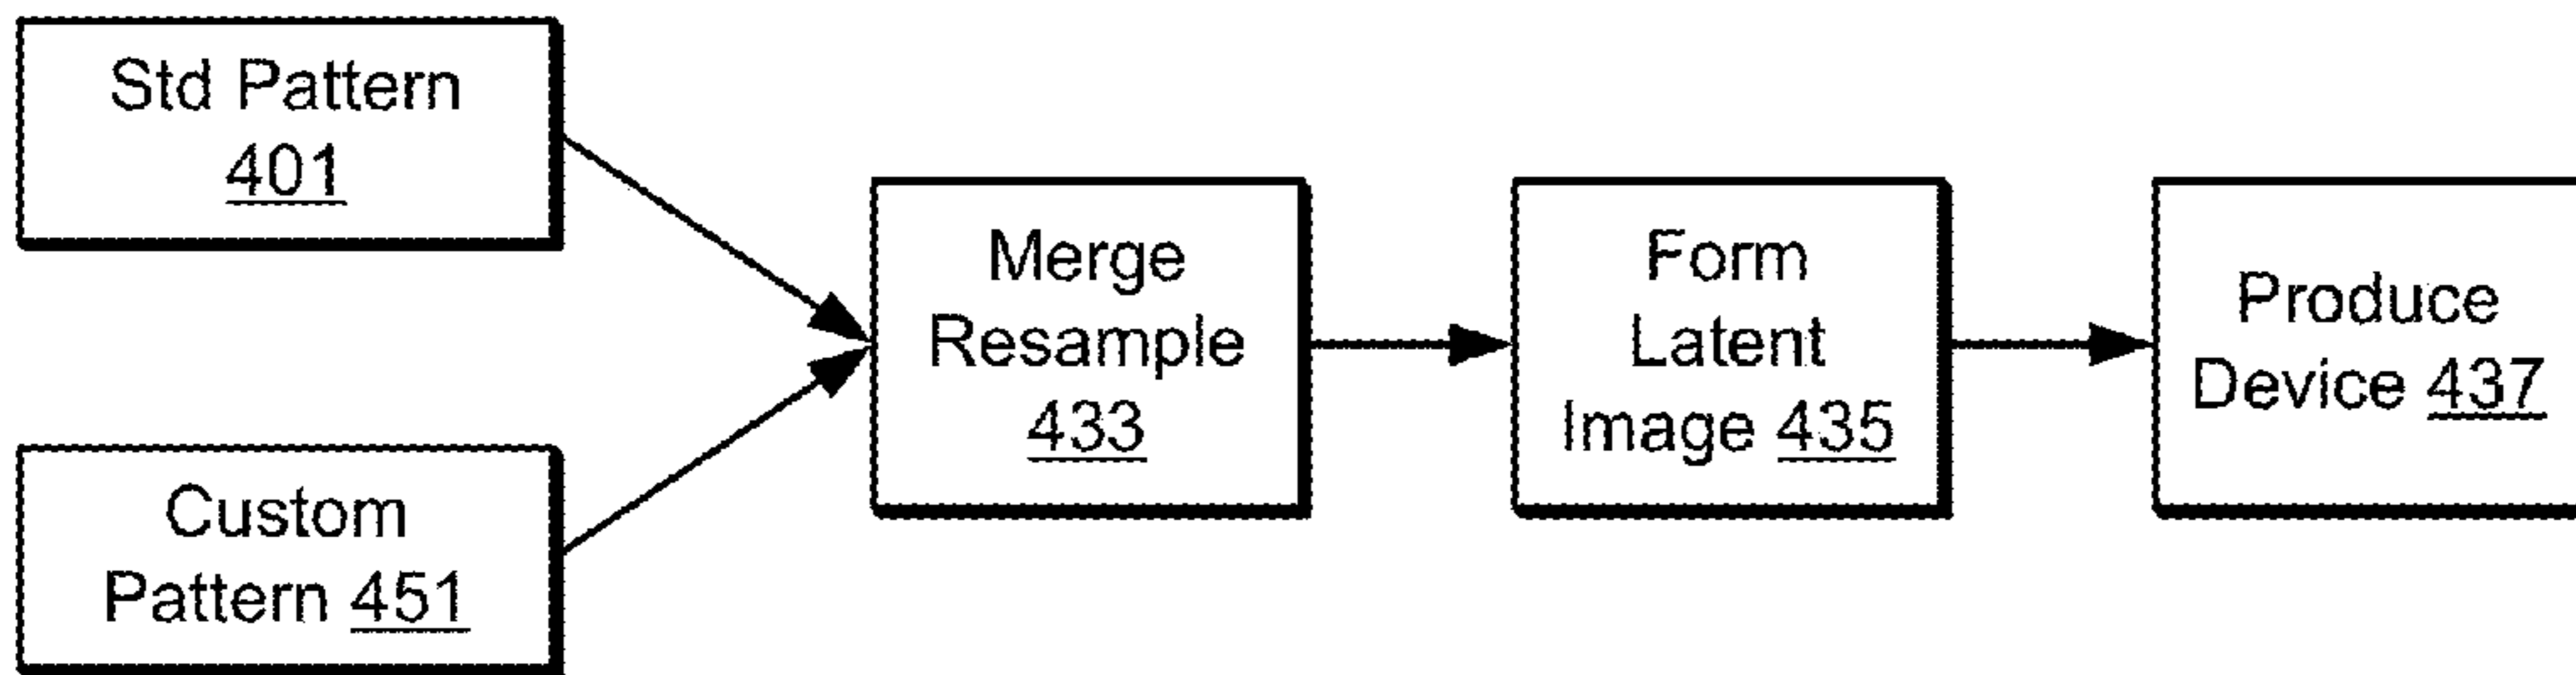 Std Pattern
401
Custom
Pattern 451
Merge
Resample
433
Form
Latent
Image 435
Produce
Device 437